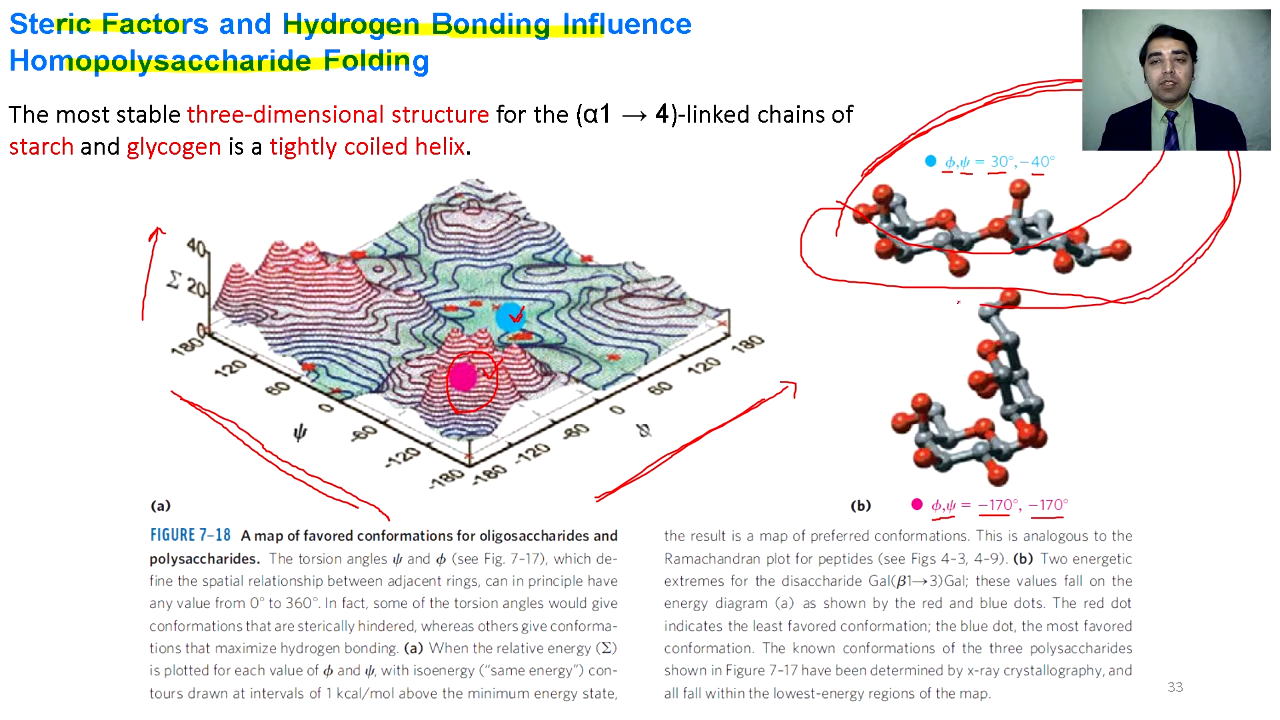 Steric Factors and Hydrogen Bonding Influence
Homopolysaccharide Folding
The most stable three-dimensional structure for the (α1 → 4)-linked chains of
starch and glycogen is a tightly coiled helix.
ϕ,ψ = 30°,−40°
40
Σ 20
0
180
120
60
0
-60
-120
-180
ψ
-180
-120
-60
0
60
120
180
ϕ
(a)
(b)
ϕ,ψ = −170°, −170°
FIGURE 7–18 A map of favored conformations for oligosaccharides and
polysaccharides. The torsion angles ψ and ϕ (see Fig. 7–17), which de-
fine the spatial relationship between adjacent rings, can in principle have
any value from 0° to 360°. In fact, some of the torsion angles would give
conformations that are sterically hindered, whereas others give conforma-
tions that maximize hydrogen bonding. (a) When the relative energy (Σ)
is plotted for each value of ϕ and ψ, with isoenergy (“same energy”) con-
tours drawn at intervals of 1 kcal/mol above the minimum energy state,
the result is a map of preferred conformations. This is analogous to the
Ramachandran plot for peptides (see Figs 4–3, 4–9). (b) Two energetic
extremes for the disaccharide Gal(β1→3)Gal; these values fall on the
energy diagram (a) as shown by the red and blue dots. The red dot
indicates the least favored conformation; the blue dot, the most favored
conformation. The known conformations of the three polysaccharides
shown in Figure 7–17 have been determined by x-ray crystallography, and
all fall within the lowest-energy regions of the map.
33